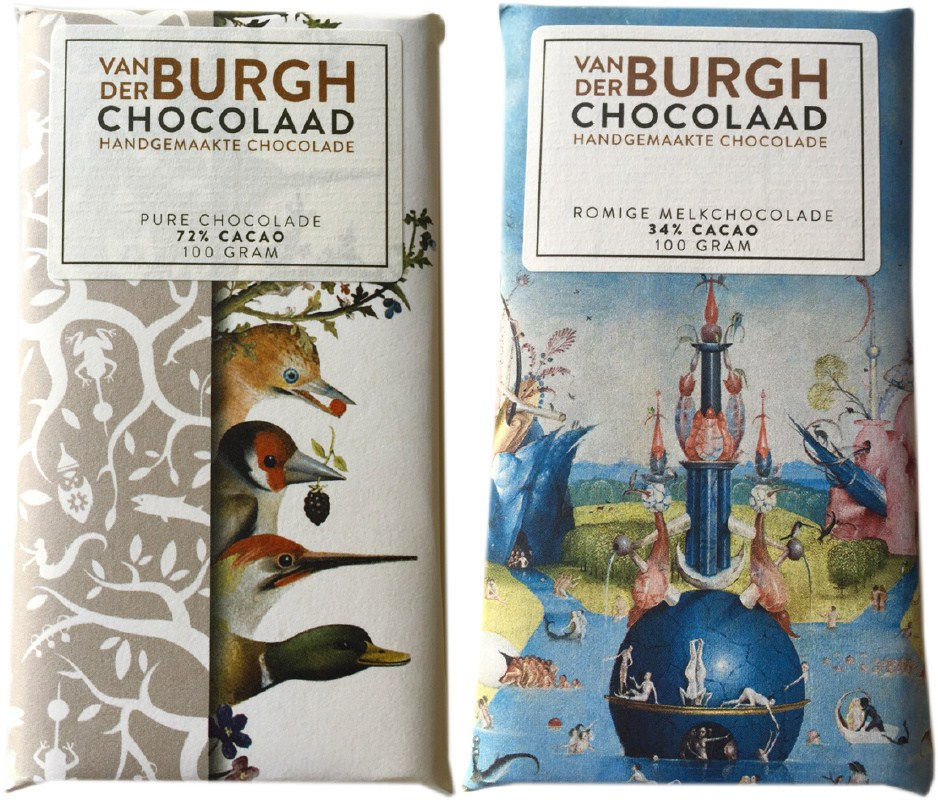 VAN DER BURGH
CHOCOLAAD
HANDGEMAAKTE CHOCOLADE
PURE CHOCOLADE
72% CACAO
100 GRAM
VAN DER BURGH
CHOCOLAAD
HANDGEMAAKTE CHOCOLADE
ROMIGE MELKCHOCOLADE
34% CACAO
100 GRAM